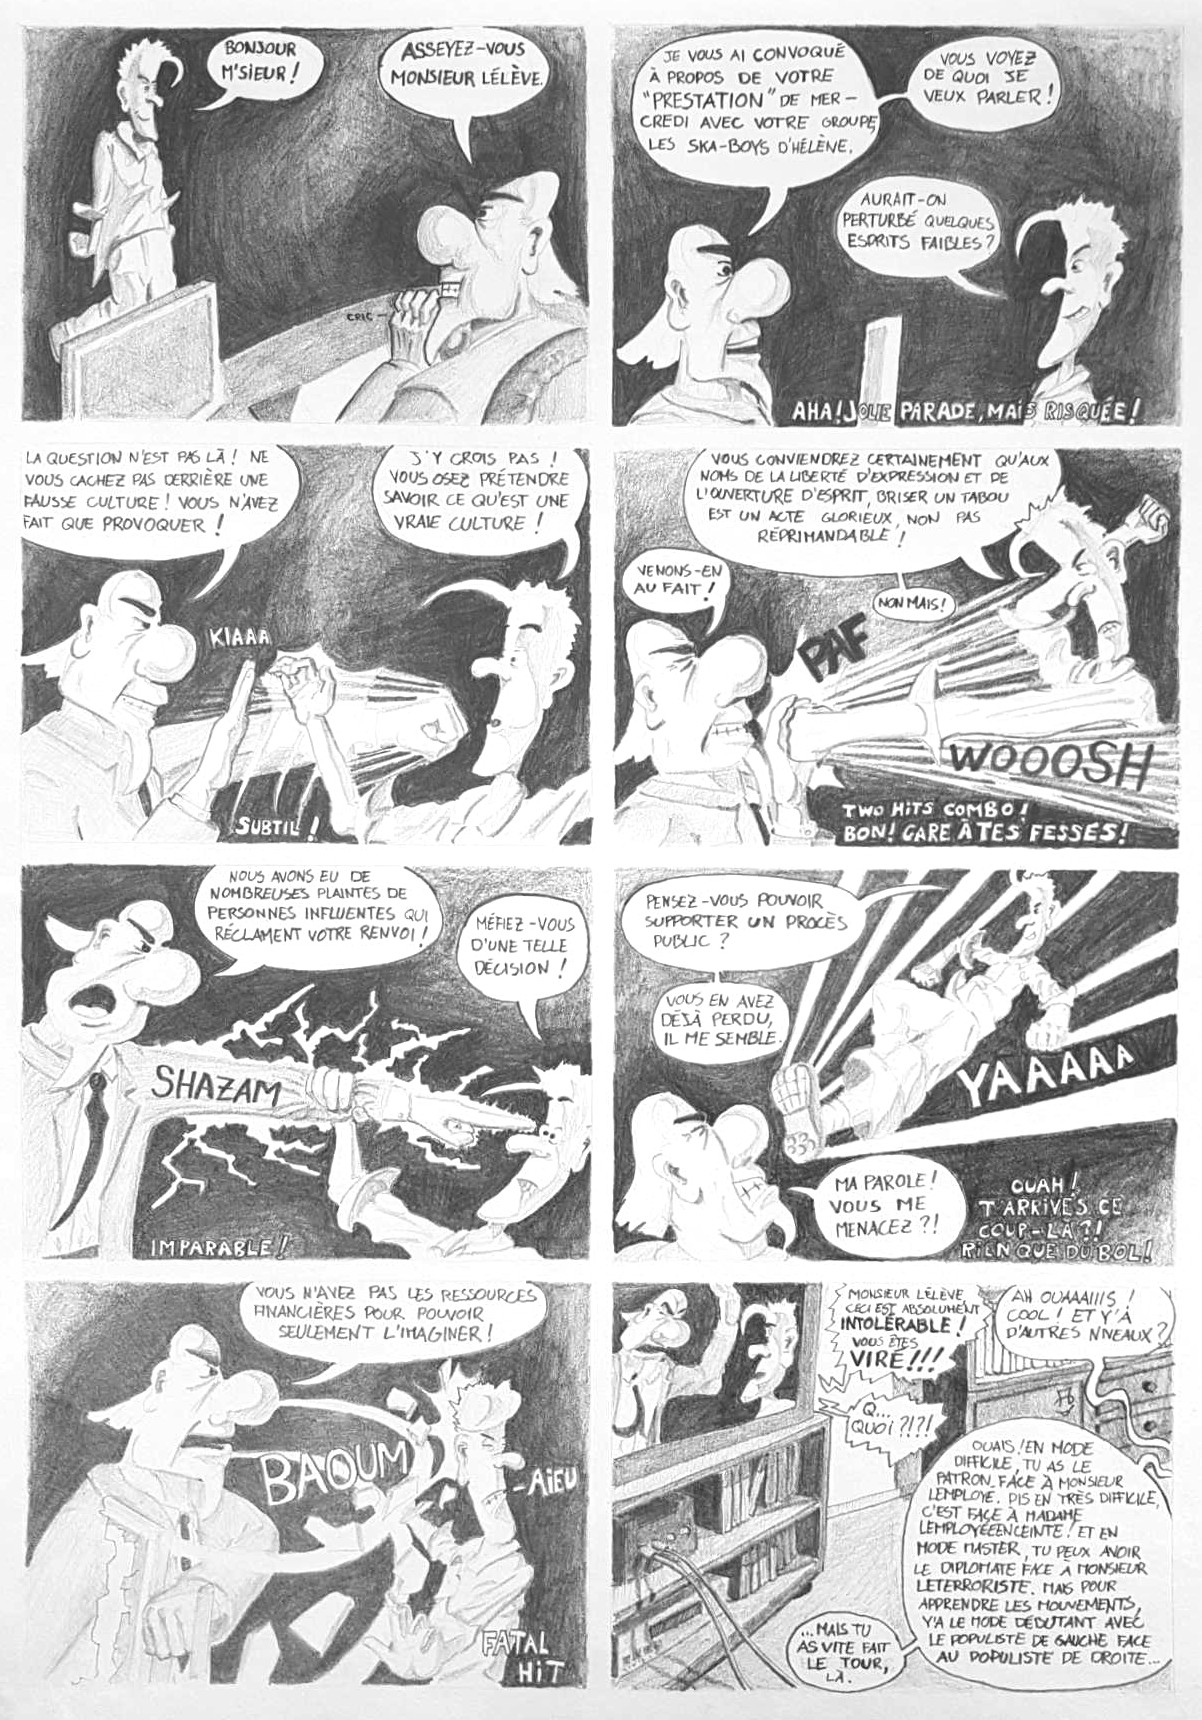 BONJOUR
M'SIEUR !
ASSEYEZ-VOUS
MONSIEUR LÉLÈVE.
CRIC
JE VOUS AI CONVOQUÉ
À PROPOS DE VOTRE
"PRESTATION" DE MER-
CREDI AVEC VOTRE GROUPE,
LES SKA-BOYS D'HÉLÈNE.
VOUS VOYEZ
DE QUOI JE
VEUX PARLER !
AURAIT-ON
PERTURBÉ QUELQUES
ESPRITS FAIBLES ?
AHA! JOLIE PARADE, MAIS RISQUÉE !
LA QUESTION N'EST PAS LÀ ! NE
VOUS CACHEZ PAS DERRIÈRE UNE
FAUSSE CULTURE ! VOUS N'AVEZ
FAIT QUE PROVOQUER !
J'Y CROIS PAS !
VOUS OSEZ PRÉTENDRE
SAVOIR CE QU'EST UNE
VRAIE CULTURE !
KIAAA
SUBTIL !
VOUS CONVIENDREZ CERTAINEMENT QU'AUX
NOMS DE LA LIBERTÉ D'EXPRESSION ET DE
L'OUVERTURE D'ESPRIT, BRISER UN TABOU
EST UN ACTE GLORIEUX, NON PAS
RÉPRIMANDABLE !
VENONS-EN
AU FAIT !
NON MAIS!
PAF
WOOOSH
TWO HITS COMBO !
BON! GARE À TES FESSES!
NOUS AVONS EU DE
NOMBREUSES PLAINTES DE
PERSONNES INFLUENTES QUI
RÉCLAMENT VOTRE RENVOI !
MÉFIEZ-VOUS
D'UNE TELLE
DÉCISION !
SHAZAM
IMPARABLE !
PENSEZ-VOUS POUVOIR
SUPPORTER UN PROCÈS
PUBLIC ?
VOUS EN AVEZ
DÉJÀ PERDU,
IL ME SEMBLE.
YAAAAA
MA PAROLE !
VOUS ME
MENACEZ ?!
OUAH !
T'ARRIVES CE
COUP-LÀ ?!
RIEN QUE DU BOL!
VOUS N'AVEZ PAS LES RESSOURCES
FINANCIÈRES POUR POUVOIR
SEULEMENT L'IMAGINER !
BAOUM
-AïEU
FATAL
HIT
MONSIEUR LÉLÈVE,
CECI EST ABSOLUMENT
INTOLÉRABLE !
VOUS ÊTES
VIRÉ !!!
AH OUAAAIIIS !
COOL ! ET Y'À
D'AUTRES NIVEAUX ?
Q...
QUOI ?!?!
OUAIS ! EN MODE
DIFFICILE, TU AS LE
PATRON FACE À MONSIEUR
LEMPLOYÉ. PIS EN TRÈS DIFFICILE,
C'EST FACE À MADAME
LEMPLOYÉEENCEINTE ! ET EN
MODE MASTER, TU PEUX AVOIR
LE DIPLOMATE FACE À MONSIEUR
LETERRORISTE. MAIS POUR
APPRENDRE LES MOUVEMENTS,
Y'A LE MODE DÉBUTANT AVEC
LE POPULISTE DE GAUCHE FACE
AU POPULISTE DE DROITE...
...MAIS TU
AS VITE FAIT
LE TOUR,
LÀ.